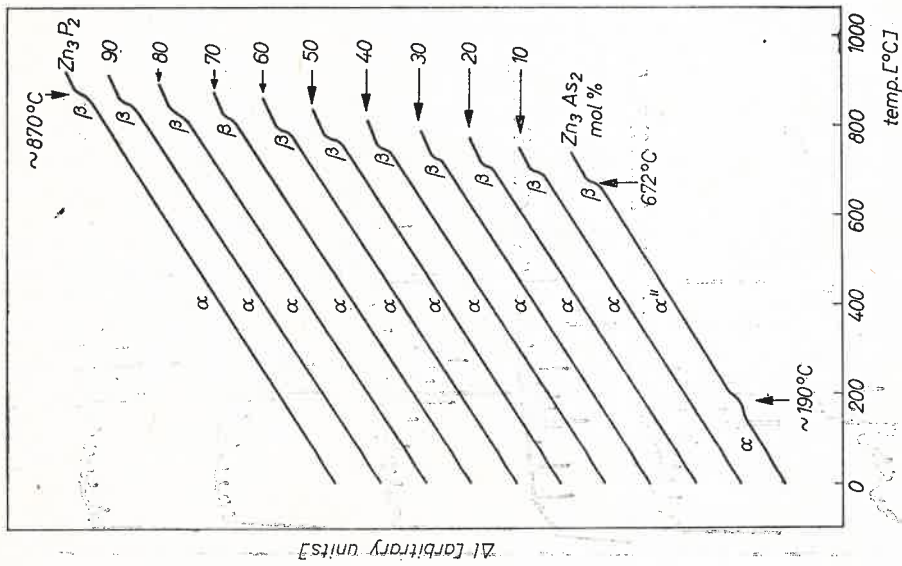 ~870°C
Zn₃P₂
90
80
70
60
50
40
30
20
10
Zn₃As₂
mol%
β
β
β
β
β
β
β
β
β
β
β
α
α
α
α
α
α
α
α
α
α
α"
α
672°C
~190°C
0
200
400
600
800
1000
temp.[°C]
Δl [arbitrary units]